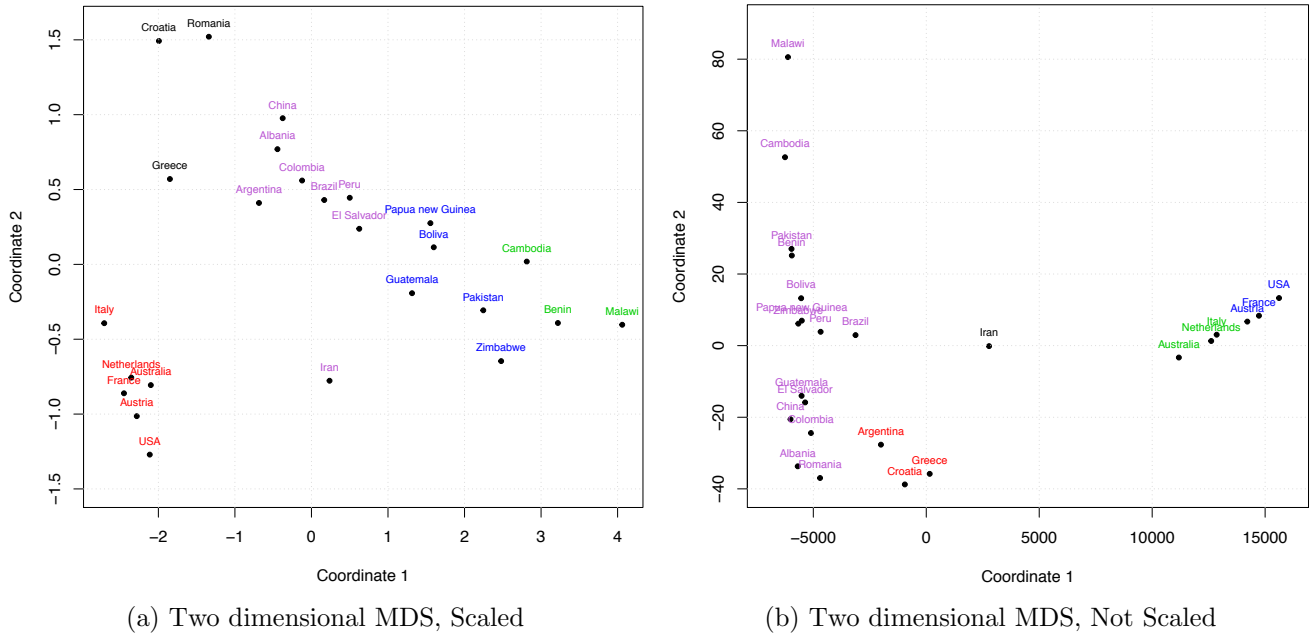 Croatia
Romania
China
Albania
Greece
Colombia
Argentina
Brazil
Peru
El Salvador
Papua new Guinea
Boliva
Cambodia
Guatemala
Pakistan
Benin
Malawi
Italy
Zimbabwe
Iran
Netherlands
Australia
France
Austria
USA
1.5
1.0
0.5
0.0
−0.5
−1.0
−1.5
Coordinate 2
−2
−1
0
1
2
3
4
Coordinate 1
(a) Two dimensional MDS, Scaled
Malawi
Cambodia
Pakistan
Benin
Boliva
Papua new Guinea
Zimbabwe
Peru
Brazil
Iran
USA
France
Austria
Italy
Netherlands
Australia
Guatemala
El Salvador
China
Colombia
Argentina
Albania
Romania
Greece
Croatia
80
60
40
20
0
−20
−40
Coordinate 2
−5000
0
5000
10000
15000
Coordinate 1
(b) Two dimensional MDS, Not Scaled